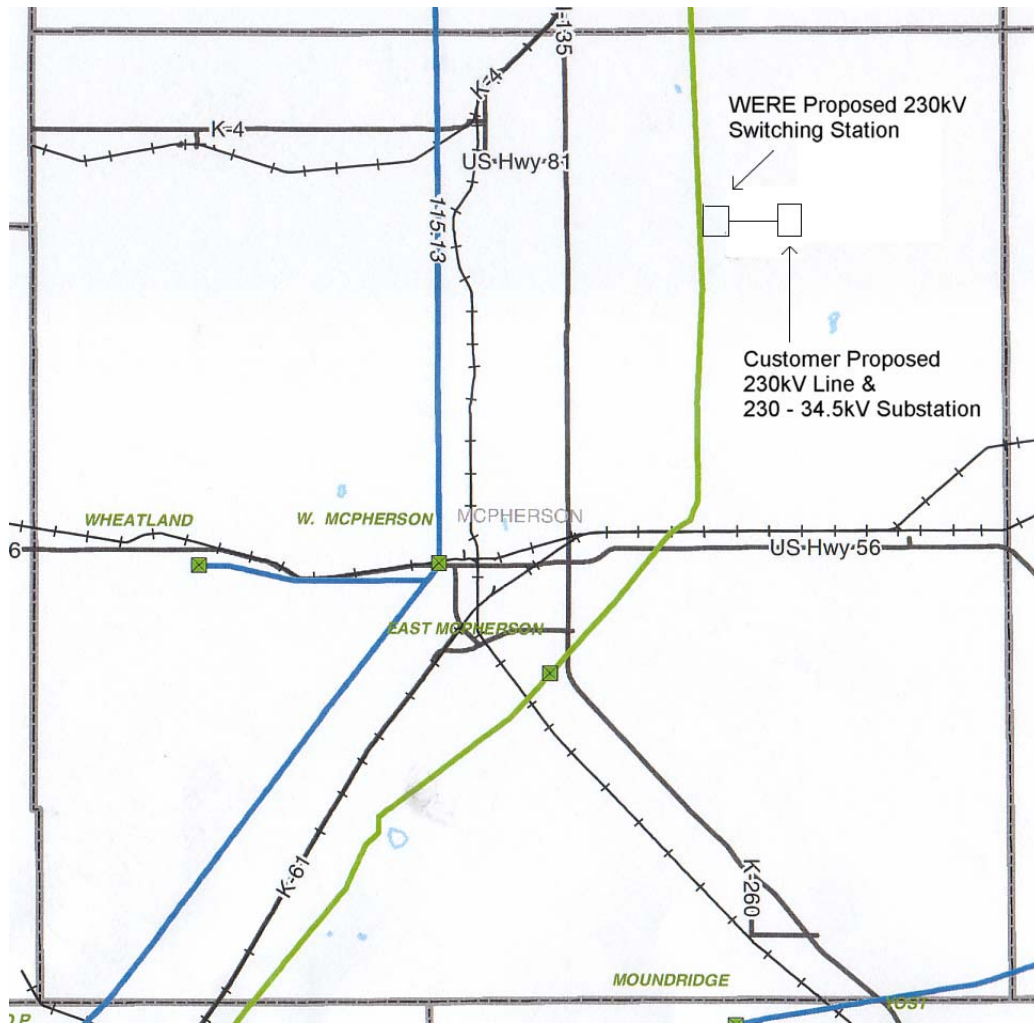 I-135
K-4
WERE Proposed 230kV
Switching Station
K-4
US Hwy 81
115.13
Customer Proposed
230kV Line &
230 - 34.5kV Substation
WHEATLAND
W. MCPHERSON
MCPHERSON
6
US Hwy 56
EAST MCPHERSON
K-61
K-260
MOUNDRIDGE